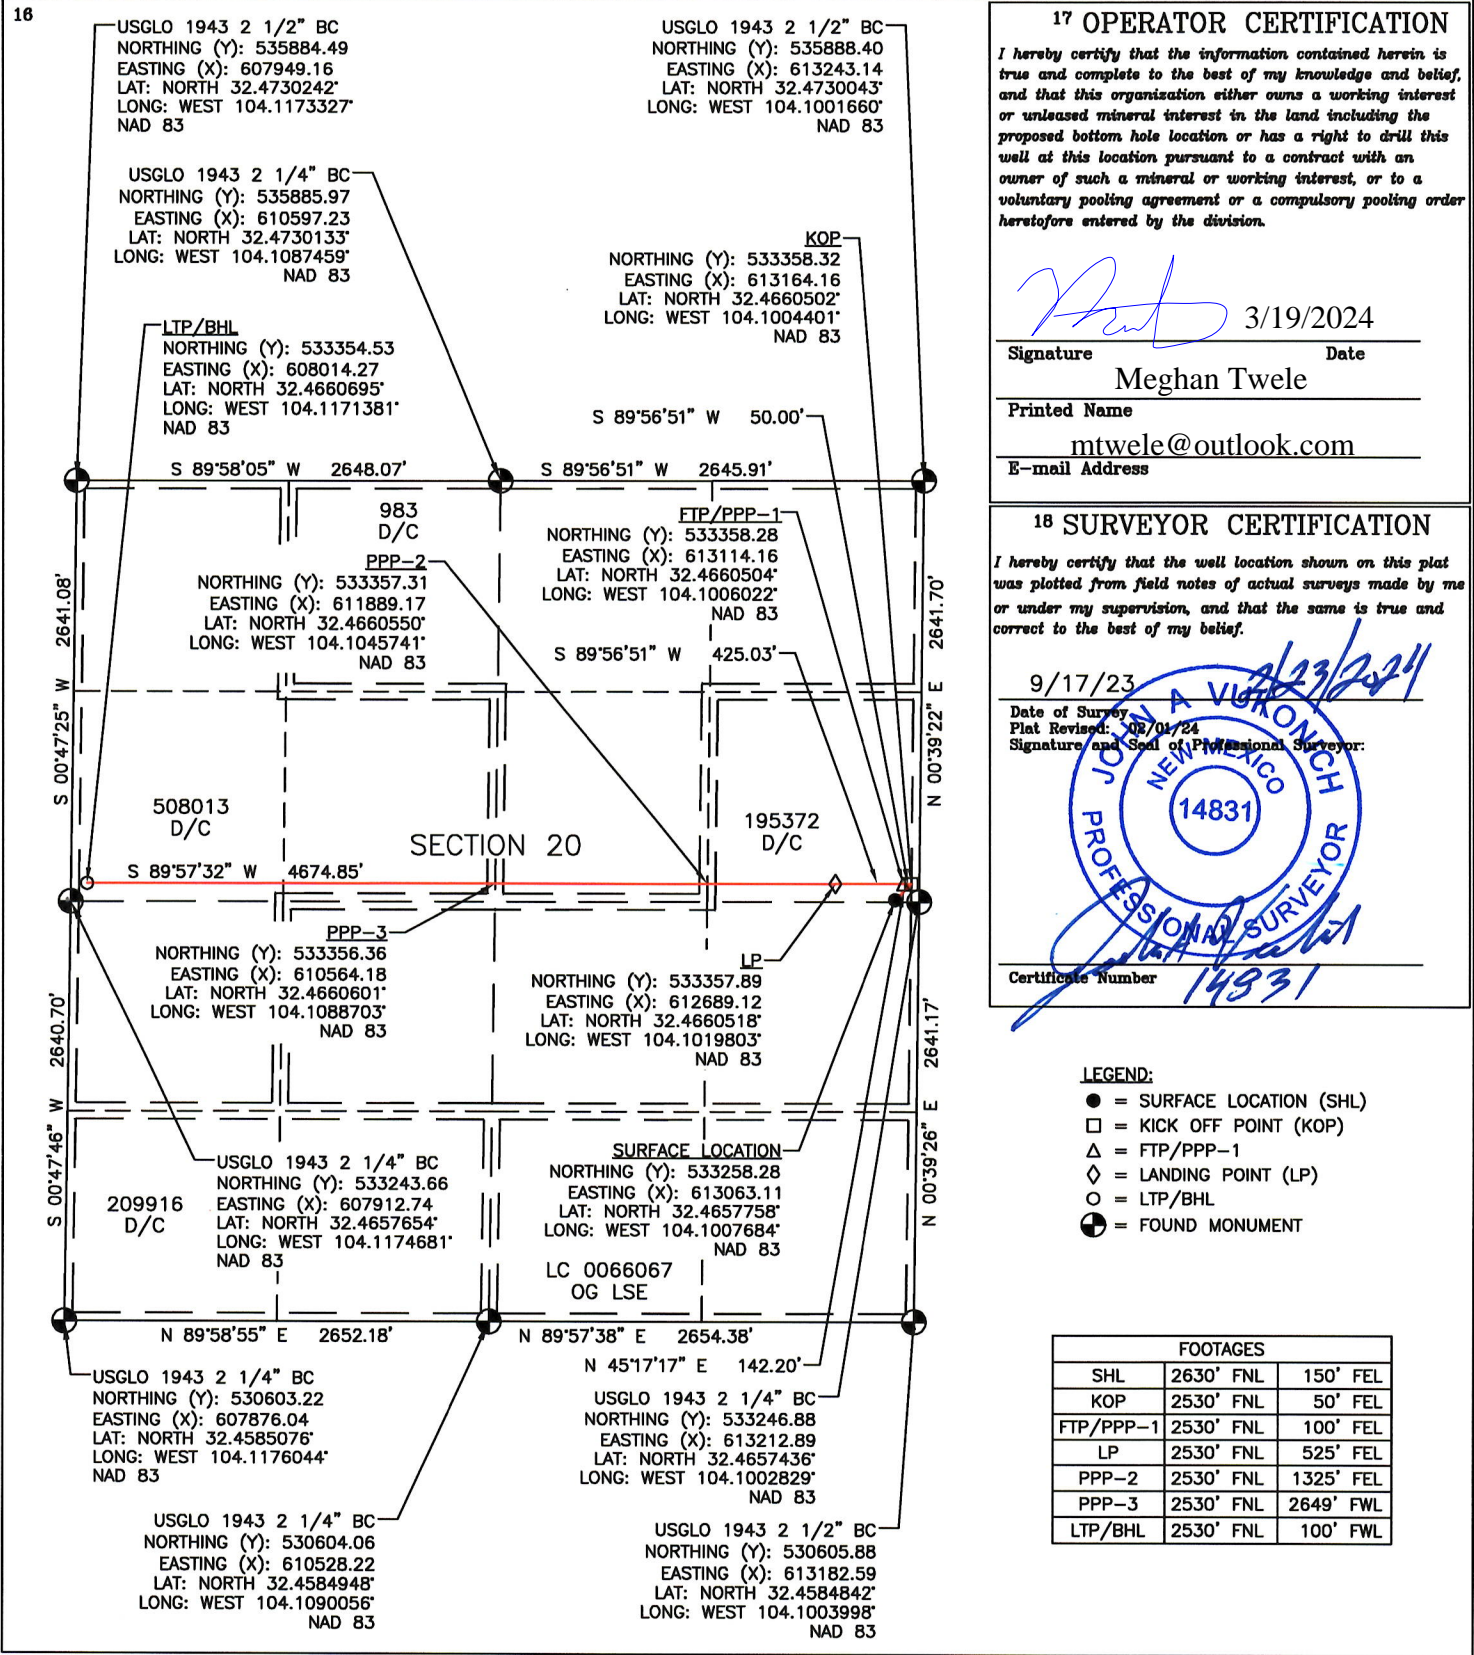 16
USGLO 1943 2 1/2" BC
NORTHING (Y): 535884.49
EASTING (X): 607949.16
LAT: NORTH 32.4730242°
LONG: WEST 104.1173327°
NAD 83
USGLO 1943 2 1/2" BC
NORTHING (Y): 535888.40
EASTING (X): 613243.14
LAT: NORTH 32.4730043°
LONG: WEST 104.1001660°
NAD 83
USGLO 1943 2 1/4" BC
NORTHING (Y): 535885.97
EASTING (X): 610597.23
LAT: NORTH 32.4730133°
LONG: WEST 104.1087459°
NAD 83
KOP
NORTHING (Y): 533358.32
EASTING (X): 613164.16
LAT: NORTH 32.4660502°
LONG: WEST 104.1004401°
NAD 83
LTP/BHL
NORTHING (Y): 533354.53
EASTING (X): 608014.27
LAT: NORTH 32.4660695°
LONG: WEST 104.1171381°
NAD 83
S 89°56'51" W 50.00'
S 89°58'05" W 2648.07'
S 89°56'51" W 2645.91'
983
D/C
FTP/PPP-1
NORTHING (Y): 533358.28
EASTING (X): 613114.16
LAT: NORTH 32.4660504°
LONG: WEST 104.1006022°
NAD 83
PPP-2
NORTHING (Y): 533357.31
EASTING (X): 611889.17
LAT: NORTH 32.4660550°
LONG: WEST 104.1045741°
NAD 83
S 89°56'51" W 425.03'
S 00°47'25" W 2641.08'
N 00°39'22" E 2641.70'
508013
D/C
SECTION 20
195372
D/C
S 89°57'32" W 4674.85'
PPP-3
NORTHING (Y): 533356.36
EASTING (X): 610564.18
LAT: NORTH 32.4660601°
LONG: WEST 104.1088703°
NAD 83
LP
NORTHING (Y): 533357.89
EASTING (X): 612689.12
LAT: NORTH 32.4660518°
LONG: WEST 104.1019803°
NAD 83
S 00°47'46" W 2640.70'
N 00°39'26" E 2641.17'
USGLO 1943 2 1/4" BC
NORTHING (Y): 533243.66
EASTING (X): 607912.74
LAT: NORTH 32.4657654°
LONG: WEST 104.1174681°
NAD 83
209916
D/C
SURFACE LOCATION
NORTHING (Y): 533258.28
EASTING (X): 613063.11
LAT: NORTH 32.4657758°
LONG: WEST 104.1007684°
NAD 83
LC 0066067
OG LSE
N 89°58'55" E 2652.18'
N 89°57'38" E 2654.38'
N 45°17'17" E 142.20'
USGLO 1943 2 1/4" BC
NORTHING (Y): 530603.22
EASTING (X): 607876.04
LAT: NORTH 32.4585076°
LONG: WEST 104.1176044°
NAD 83
USGLO 1943 2 1/4" BC
NORTHING (Y): 533246.88
EASTING (X): 613212.89
LAT: NORTH 32.4657436°
LONG: WEST 104.1002829°
NAD 83
USGLO 1943 2 1/4" BC
NORTHING (Y): 530604.06
EASTING (X): 610528.22
LAT: NORTH 32.4584948°
LONG: WEST 104.1090056°
NAD 83
USGLO 1943 2 1/2" BC
NORTHING (Y): 530605.88
EASTING (X): 613182.59
LAT: NORTH 32.4584842°
LONG: WEST 104.1003998°
NAD 83
17 OPERATOR CERTIFICATION
I hereby certify that the information contained herein is
true and complete to the best of my knowledge and belief,
and that this organization either owns a working interest
or unleased mineral interest in the land including the
proposed bottom hole location or has a right to drill this
well at this location pursuant to a contract with an
owner of such a mineral or working interest, or to a
voluntary pooling agreement or a compulsory pooling order
heretofore entered by the division.
3/19/2024
Signature Date
Meghan Twele
Printed Name
mtwele@outlook.com
E-mail Address
18 SURVEYOR CERTIFICATION
I hereby certify that the well location shown on this plat
was plotted from field notes of actual surveys made by me
or under my supervision, and that the same is true and
correct to the best of my belief.
9/17/23
Date of Survey
Plat Revised: 02/01/24
Signature and Seal of Professional Surveyor:
JOHN A VUKONICH
NEW MEXICO
14831
PROFESSIONAL SURVEYOR
Certificate Number 14831
LEGEND:
= SURFACE LOCATION (SHL)
= KICK OFF POINT (KOP)
= FTP/PPP-1
= LANDING POINT (LP)
= LTP/BHL
= FOUND MONUMENT
FOOTAGES
SHL 2630' FNL 150' FEL
KOP 2530' FNL 50' FEL
FTP/PPP-1 2530' FNL 100' FEL
LP 2530' FNL 525' FEL
PPP-2 2530' FNL 1325' FEL
PPP-3 2530' FNL 2649' FWL
LTP/BHL 2530' FNL 100' FWL